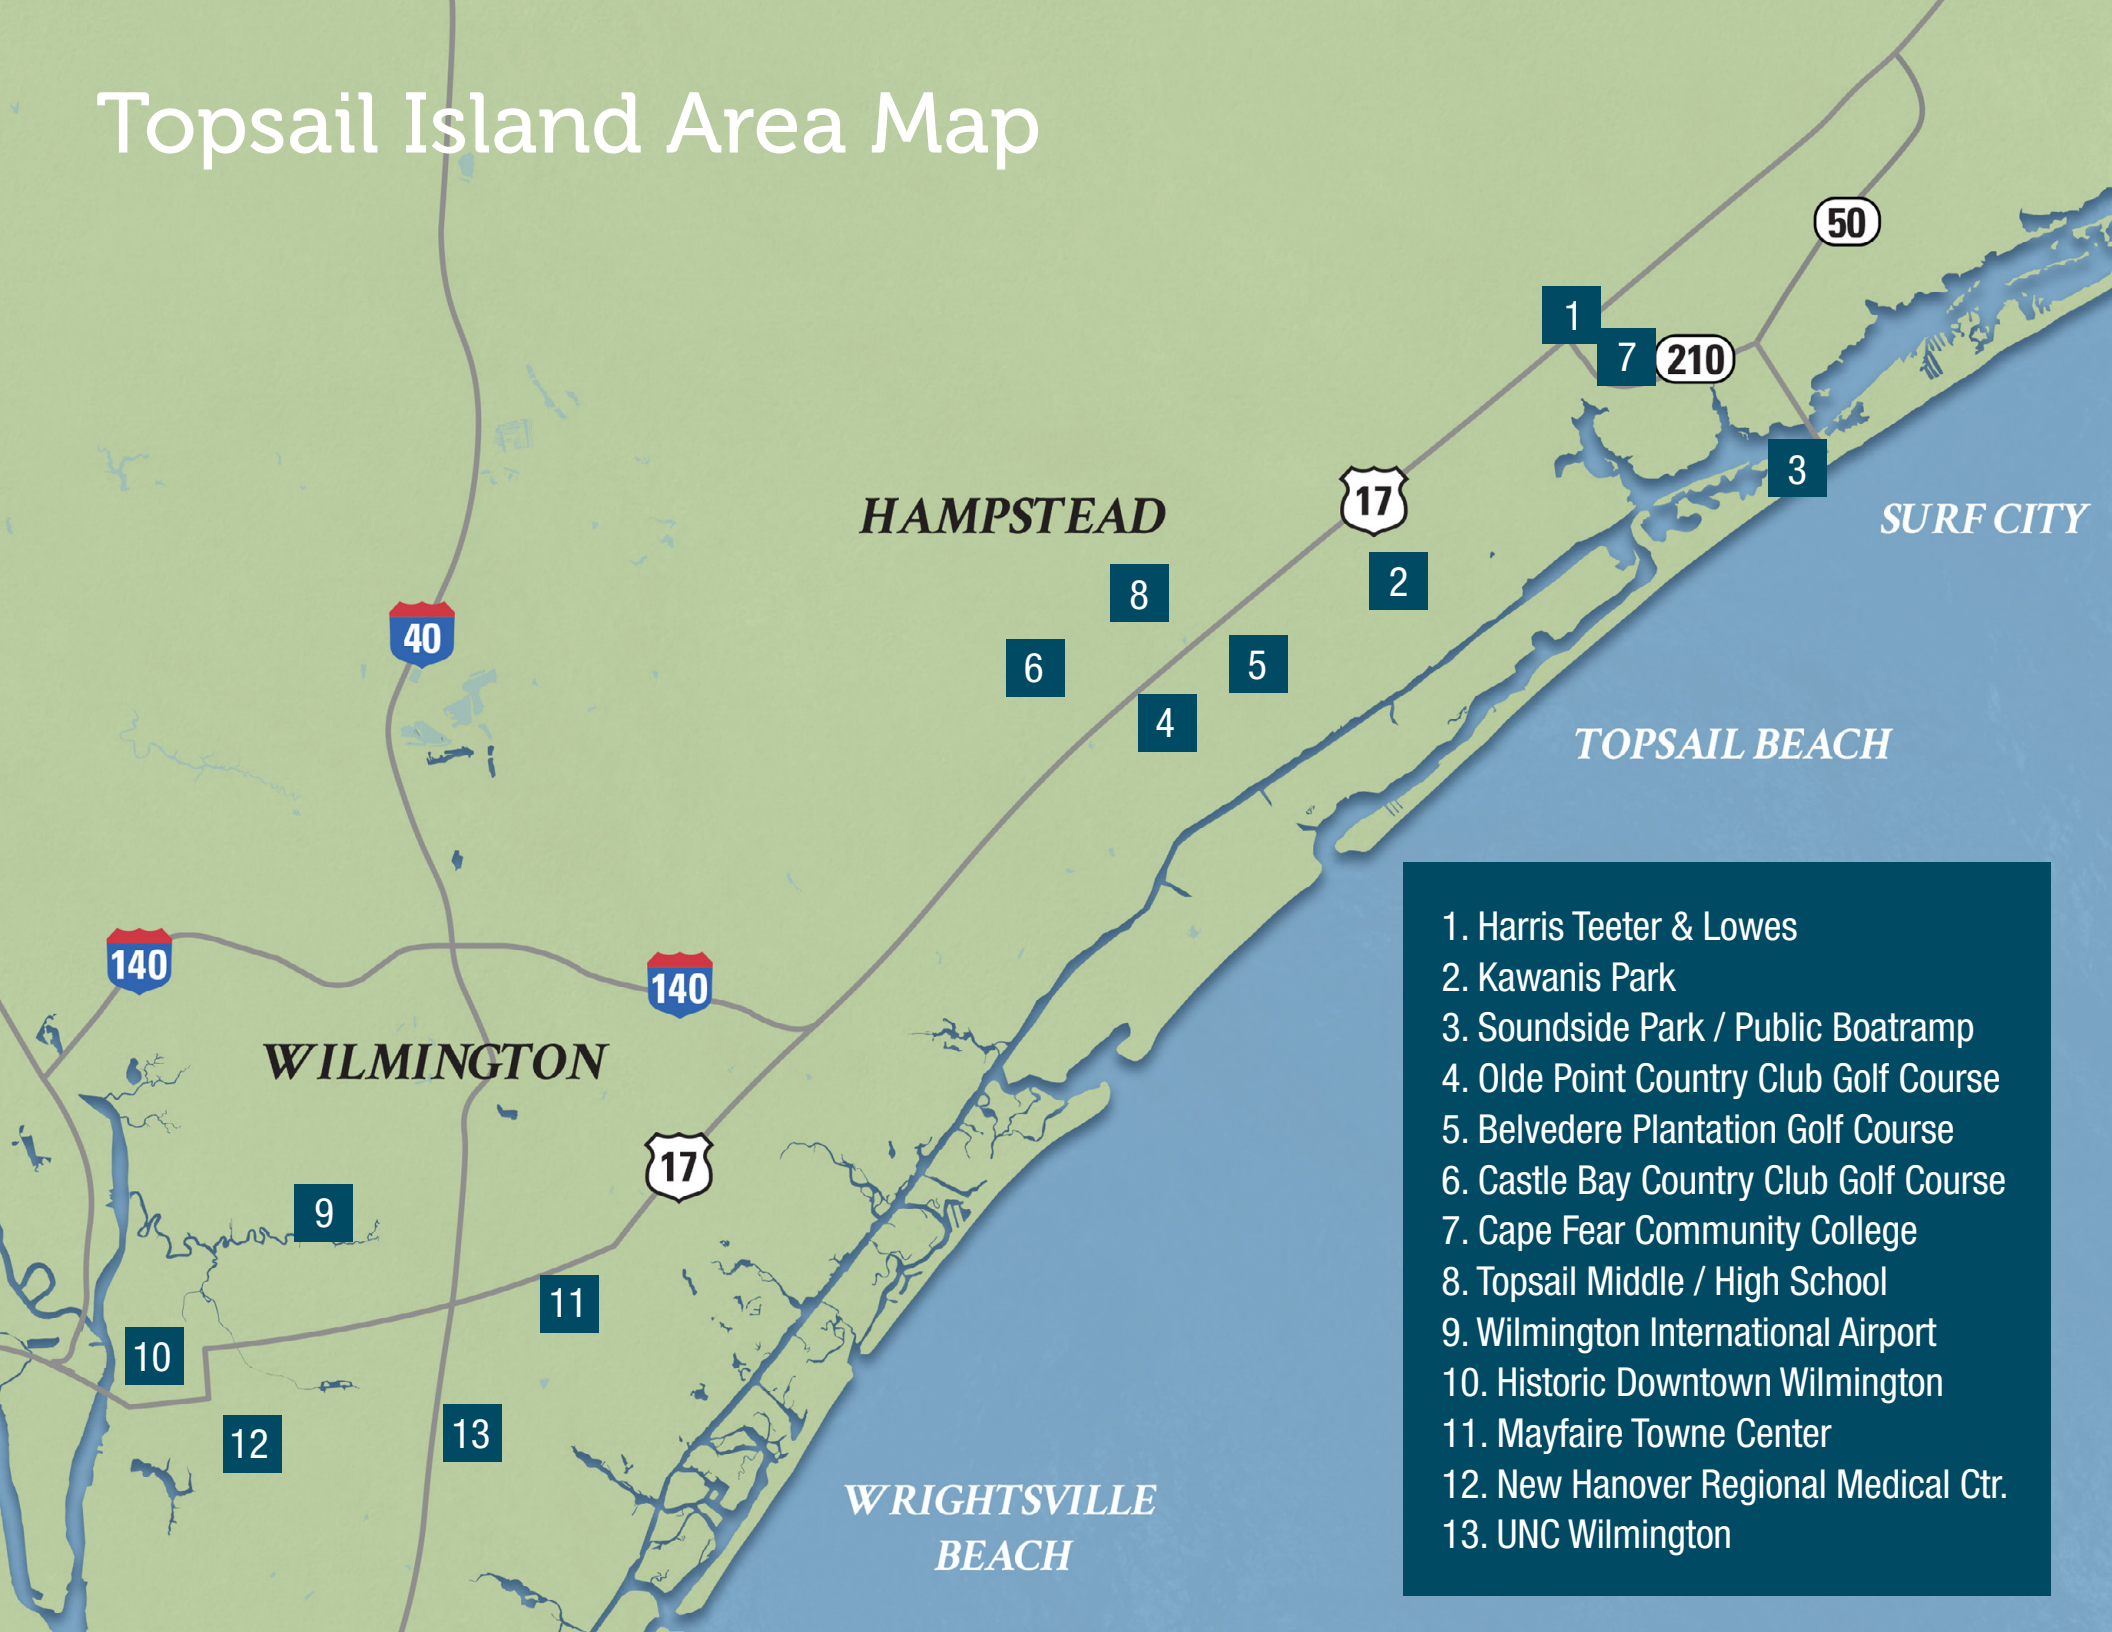 Topsail Island Area Map
50
1
7
210
3
17
HAMPSTEAD
SURF CITY
2
8
40
6
5
4
TOPSAIL BEACH
140
140
WILMINGTON
17
9
11
10
12
13
WRIGHTSVILLE
BEACH
1. Harris Teeter & Lowes
2. Kawanis Park
3. Soundside Park / Public Boatramp
4. Olde Point Country Club Golf Course
5. Belvedere Plantation Golf Course
6. Castle Bay Country Club Golf Course
7. Cape Fear Community College
8. Topsail Middle / High School
9. Wilmington International Airport
10. Historic Downtown Wilmington
11. Mayfaire Towne Center
12. New Hanover Regional Medical Ctr.
13. UNC Wilmington